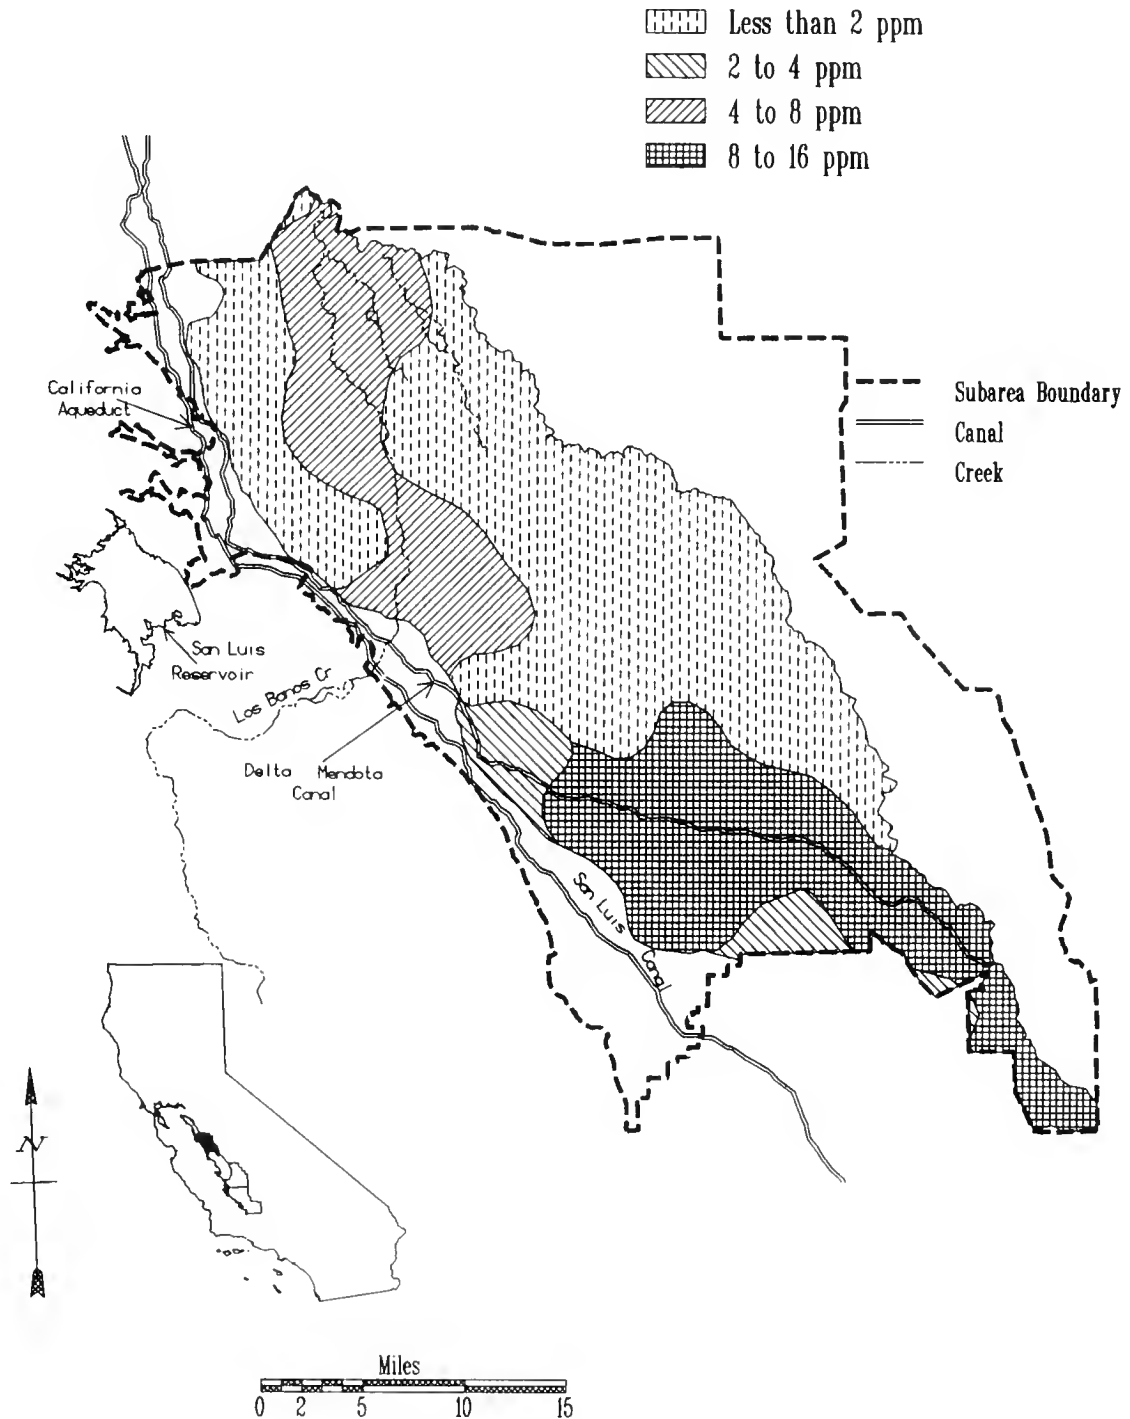 Less than 2 ppm
2 to 4 ppm
4 to 8 ppm
8 to 16 ppm
California
Aqueduct
Subarea Boundary
Canal
Creek
San Luis
Reservoir
Los Banos Cr
Delta Mendota
Canal
San Luis Canal
N
Miles
0 2 5 10 15